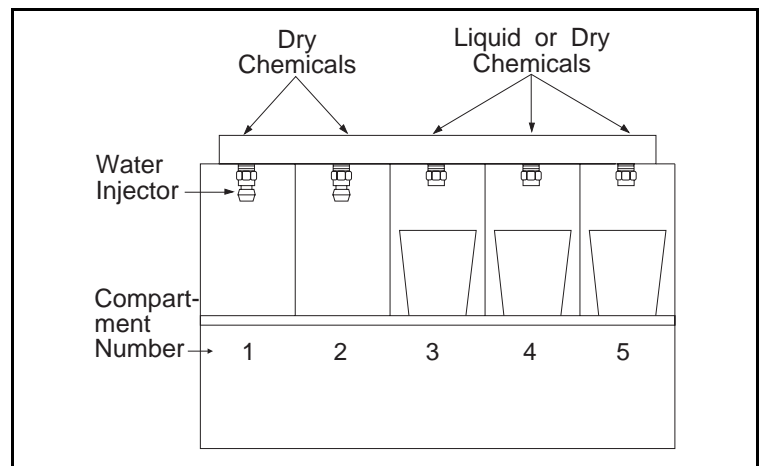 Dry
Chemicals
Liquid or Dry
Chemicals
Water
Injector
Compart-
ment
Number
1 2 3 4 5